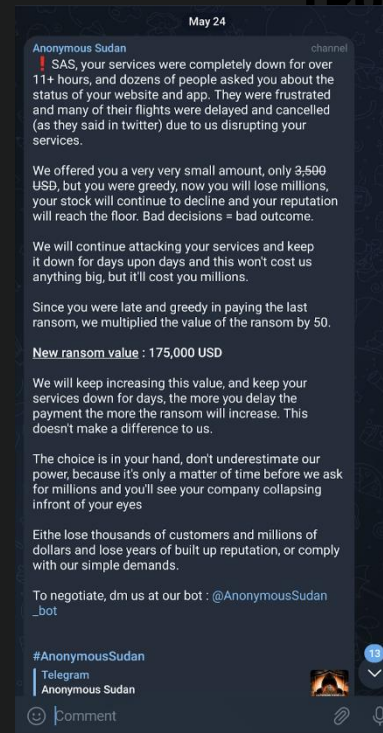 May 24
Anonymous Sudan channel
❗ SAS, your services were completely down for over
11+ hours, and dozens of people asked you about the
status of your website and app. They were frustrated
and many of their flights were delayed and cancelled
(as they said in twitter) due to us disrupting your
services.
We offered you a very very small amount, only 3,500
USD, but you were greedy, now you will lose millions,
your stock will continue to decline and your reputation
will reach the floor. Bad decisions = bad outcome.
We will continue attacking your services and keep
it down for days upon days and this won't cost us
anything big, but it'll cost you millions.
Since you were late and greedy in paying the last
ransom, we multiplied the value of the ransom by 50.
New ransom value : 175,000 USD
We will keep increasing this value, and keep your
services down for days, the more you delay the
payment the more the ransom will increase. This
doesn't make a difference to us.
The choice is in your hand, don't underestimate our
power, because it's only a matter of time before we ask
for millions and you'll see your company collapsing
infront of your eyes
Eithe lose thousands of customers and millions of
dollars and lose years of built up reputation, or comply
with our simple demands.
To negotiate, dm us at our bot : @AnonymousSudan
_bot
#AnonymousSudan
13
Telegram
Anonymous Sudan
Comment